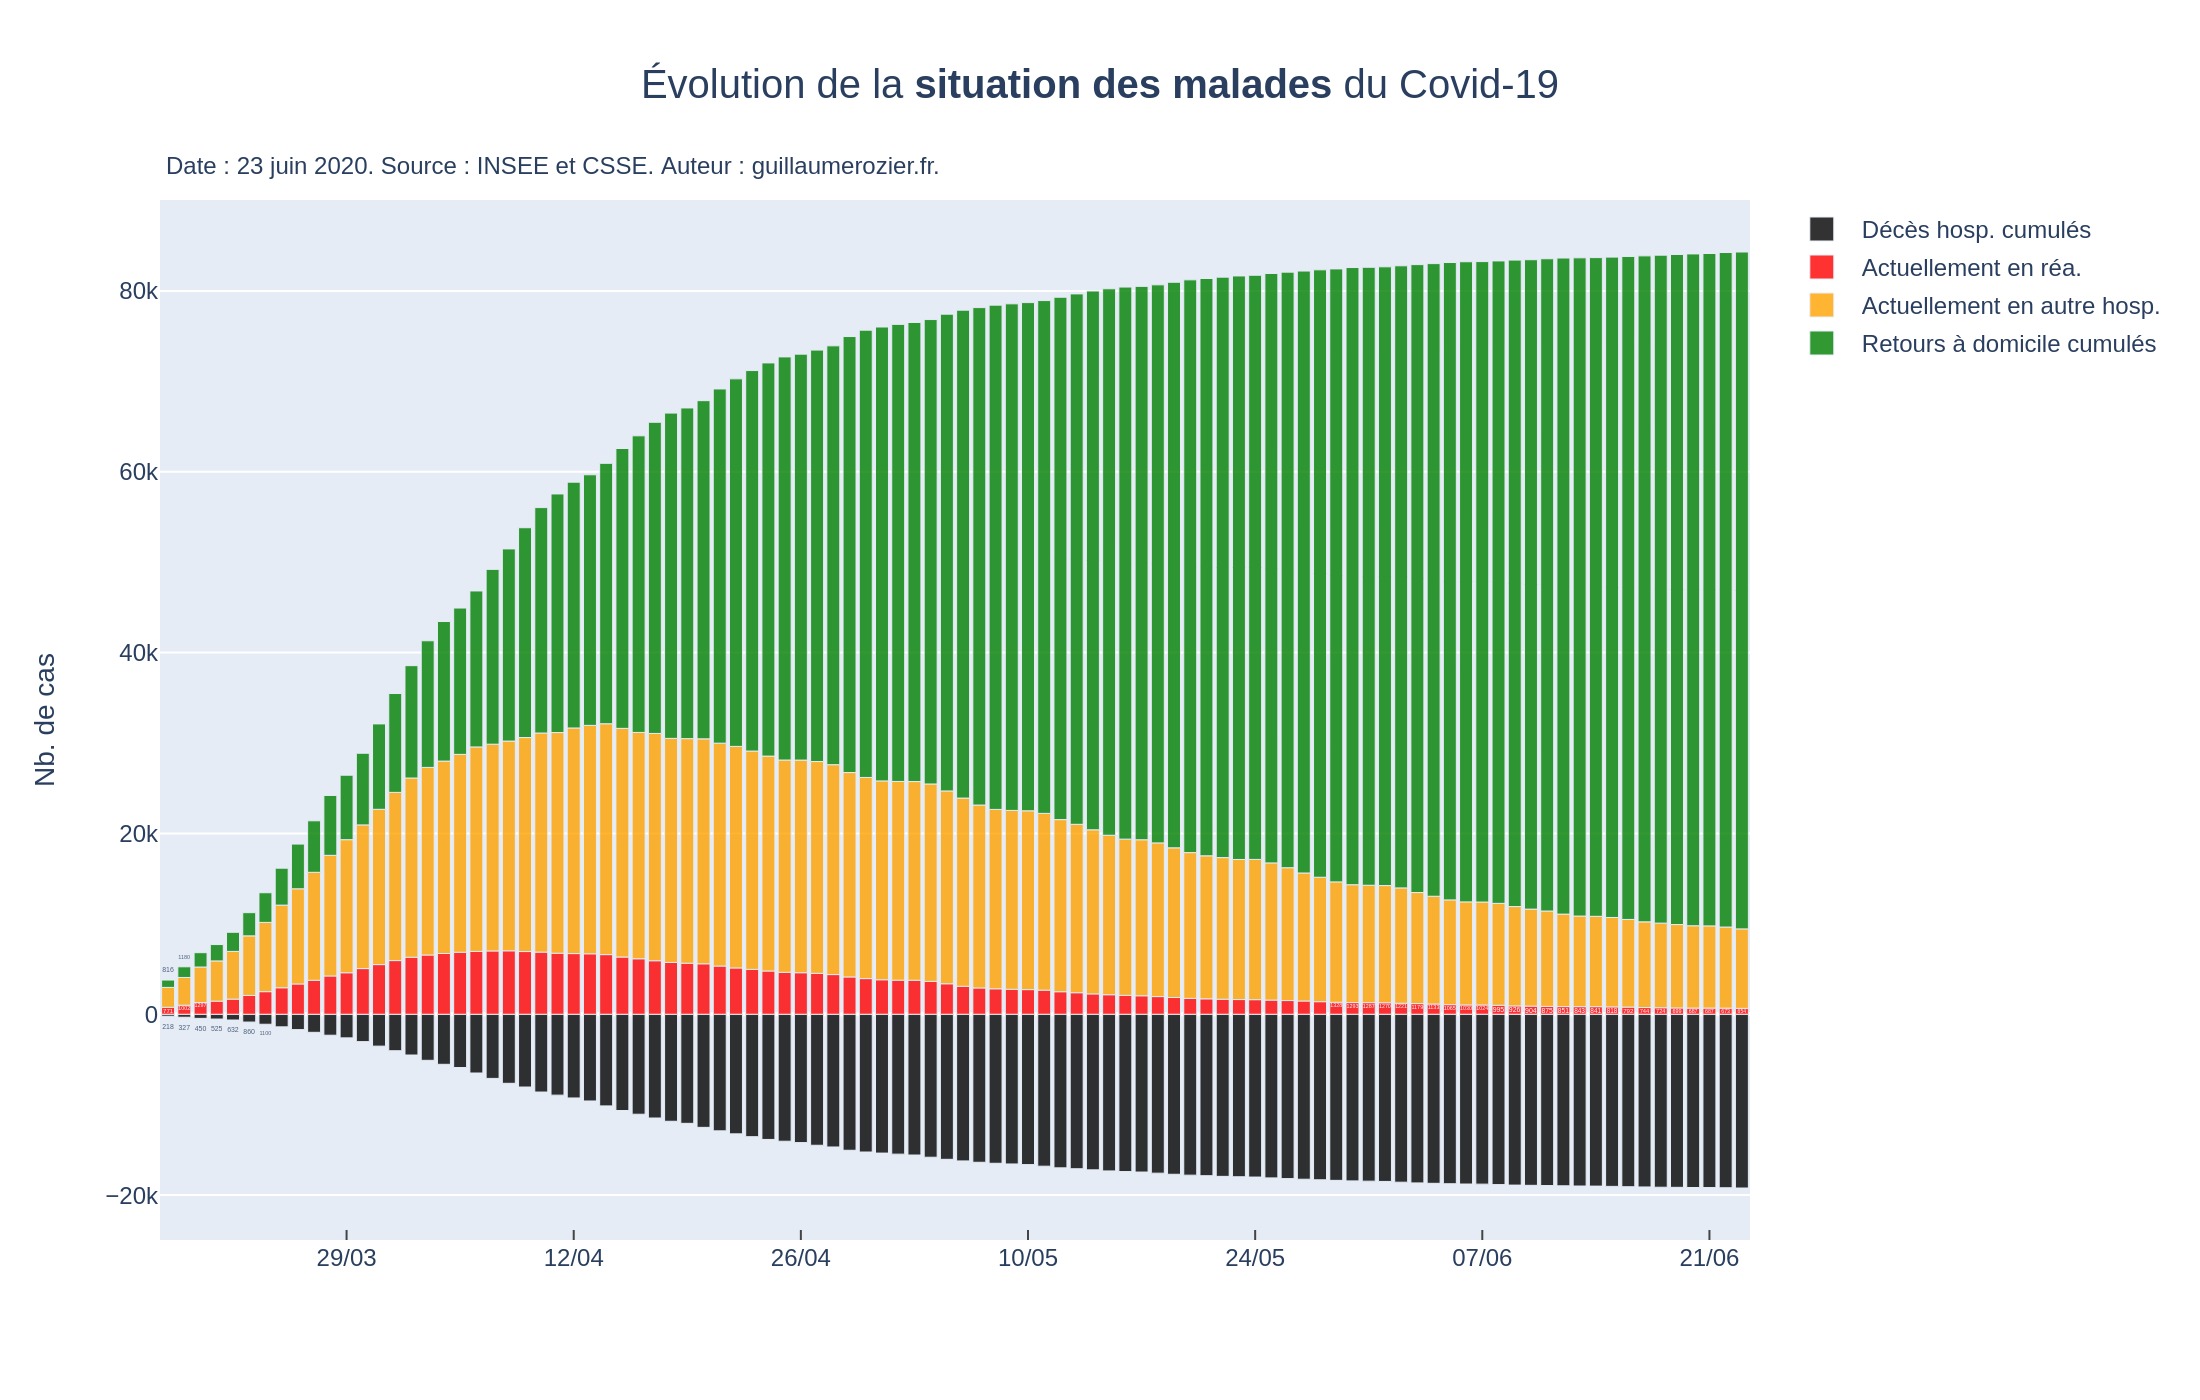 Évolution de la situation des malades du Covid-19
Date : 23 juin 2020. Source : INSEE et CSSE. Auteur : guillaumerozier.fr.
Décès hosp. cumulés
Actuellement en réa.
Actuellement en autre hosp.
Retours à domicile cumulés
Nb. de cas
80k
60k
40k
20k
0
−20k
816
1180
218 327 450 525 632 860 1100
29/03 12/04 26/04 10/05 24/05 07/06 21/06